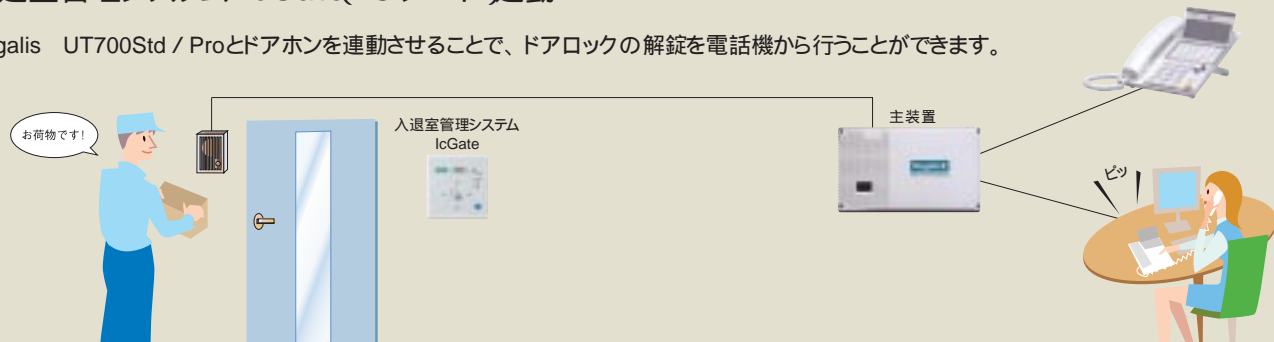 galis UT700Std / Proとドアホンを連動させることで、ドアロックの解錠を電話機から行うことができます。
お荷物です!
入退室管理システム
IcGate
主装置
ピッ